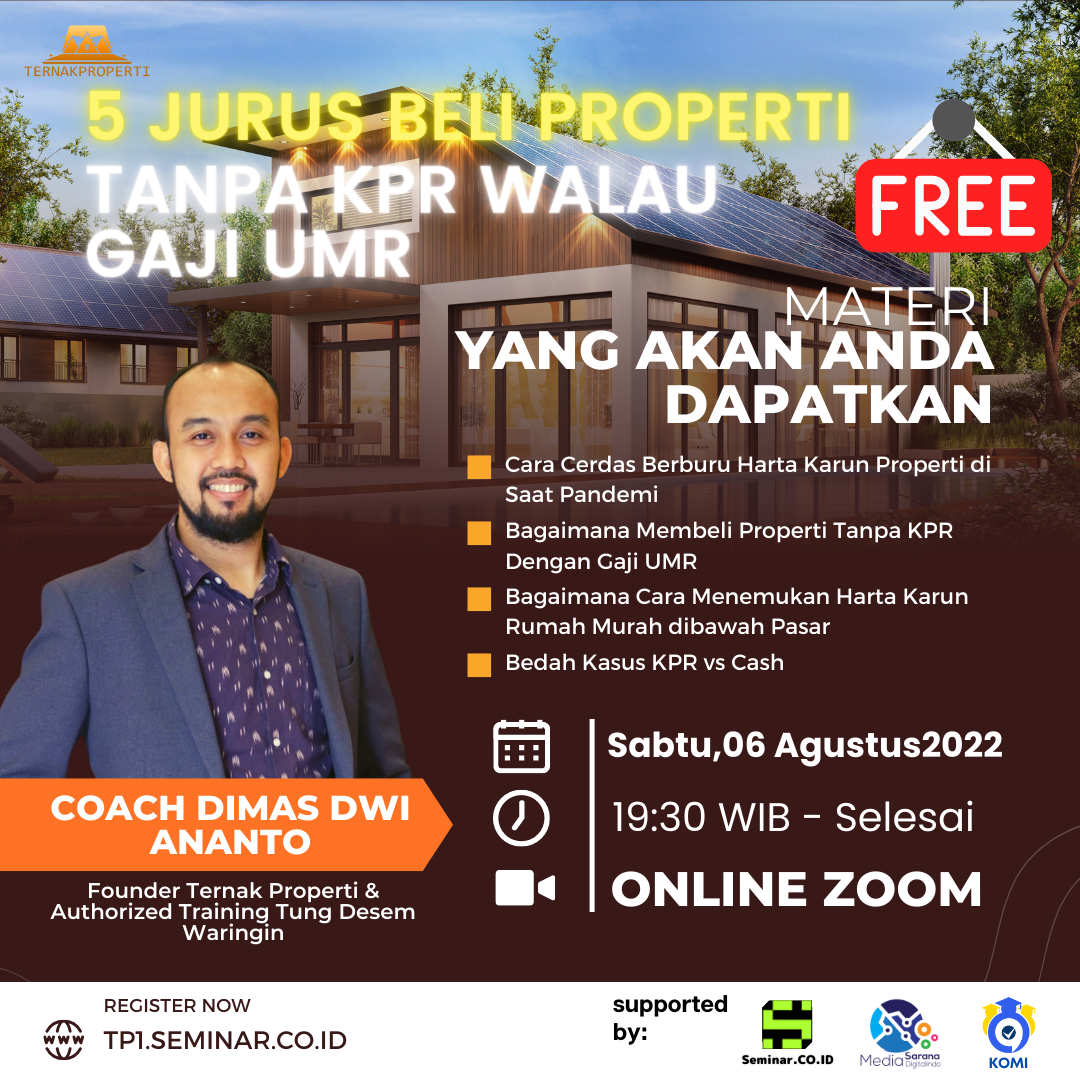 TERNAKPROPERTI
5 JURUS BELI PROPERTI
TANPA KPR WALAU
GAJI UMR
FREE
MATERI
YANG AKAN ANDA
DAPATKAN
Cara Cerdas Berburu Harta Karun Properti di
Saat Pandemi
Bagaimana Membeli Properti Tanpa KPR
Dengan Gaji UMR
Bagaimana Cara Menemukan Harta Karun
Rumah Murah dibawah Pasar
Bedah Kasus KPR vs Cash
Sabtu,06 Agustus2022
19:30 WIB - Selesai
ONLINE ZOOM
COACH DIMAS DWI
ANANTO
Founder Ternak Properti &
Authorized Training Tung Desem
Waringin
REGISTER NOW
www
TP1.SEMINAR.CO.ID
supported
by:
Seminar.CO.ID
Media Sarana
Digitalindo
KOMI